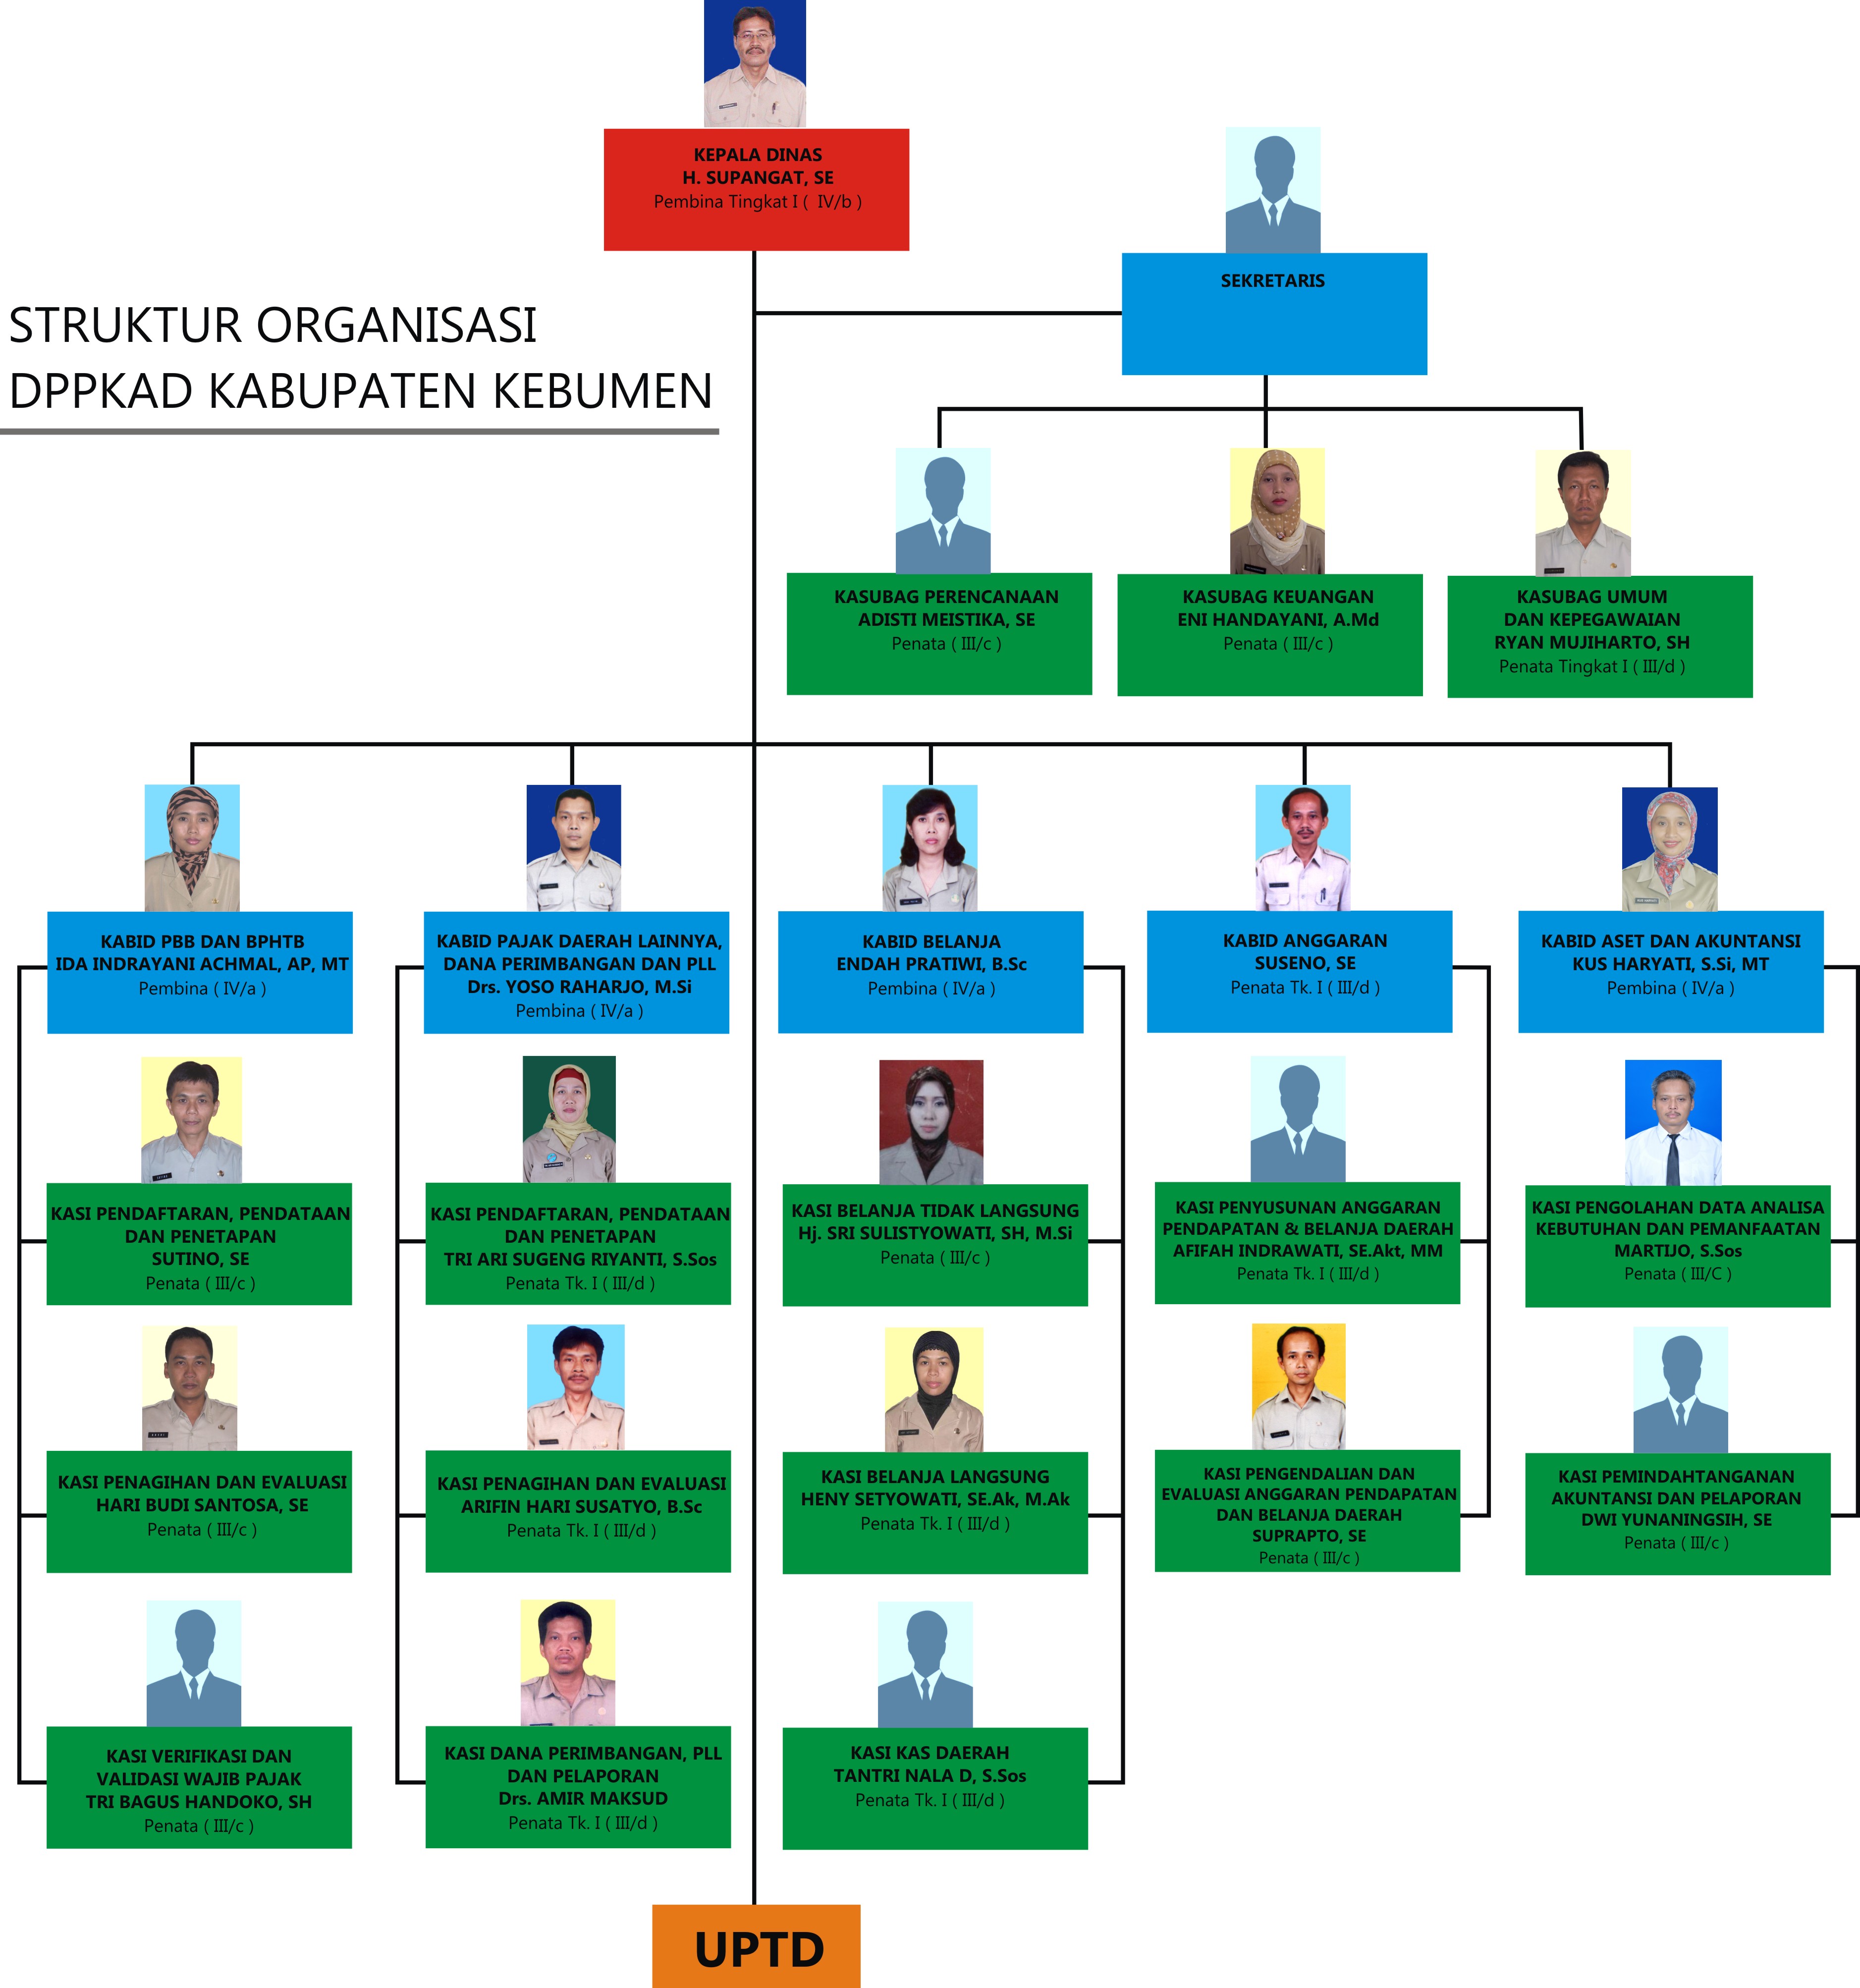 KEPALA DINAS
H. SUPANGAT, SE
Pembina Tingkat I (  IV/b )
SEKRETARIS
STRUKTUR ORGANISASI
DPPKAD KABUPATEN KEBUMEN
KASUBAG PERENCANAAN
ADISTI MEISTIKA, SE
Penata ( III/c )
KASUBAG KEUANGAN
ENI HANDAYANI, A.Md
Penata ( III/c )
KASUBAG UMUM
DAN KEPEGAWAIAN
RYAN MUJIHARTO, SH
Penata Tingkat I ( III/d )
KABID PBB DAN BPHTB
IDA INDRAYANI ACHMAL, AP, MT
Pembina ( IV/a )
KABID PAJAK DAERAH LAINNYA,
DANA PERIMBANGAN DAN PLL
Drs. YOSO RAHARJO, M.Si
Pembina ( IV/a )
KABID BELANJA
ENDAH PRATIWI, B.Sc
Pembina ( IV/a )
KABID ANGGARAN
SUSENO, SE
Penata Tk. I ( III/d )
KABID ASET DAN AKUNTANSI
KUS HARYATI, S.Si, MT
Pembina ( IV/a )
KASI PENDAFTARAN, PENDATAAN
DAN PENETAPAN
SUTINO, SE
Penata ( III/c )
KASI PENDAFTARAN, PENDATAAN
DAN PENETAPAN
TRI ARI SUGENG RIYANTI, S.Sos
Penata Tk. I ( III/d )
KASI BELANJA TIDAK LANGSUNG
Hj. SRI SULISTYOWATI, SH, M.Si
Penata ( III/c )
KASI PENYUSUNAN ANGGARAN
PENDAPATAN & BELANJA DAERAH
AFIFAH INDRAWATI, SE.Akt, MM
Penata Tk. I ( III/d )
KASI PENGOLAHAN DATA ANALISA
KEBUTUHAN DAN PEMANFAATAN
MARTIJO, S.Sos
Penata ( III/C )
KASI PENAGIHAN DAN EVALUASI
HARI BUDI SANTOSA, SE
Penata ( III/c )
KASI PENAGIHAN DAN EVALUASI
ARIFIN HARI SUSATYO, B.Sc
Penata Tk. I ( III/d )
KASI BELANJA LANGSUNG
HENY SETYOWATI, SE.Ak, M.Ak
Penata Tk. I ( III/d )
KASI PENGENDALIAN DAN
EVALUASI ANGGARAN PENDAPATAN
DAN BELANJA DAERAH
SUPRAPTO, SE
Penata ( III/c )
KASI PEMINDAHTANGANAN
AKUNTANSI DAN PELAPORAN
DWI YUNANINGSIH, SE
Penata ( III/c )
KASI VERIFIKASI DAN
VALIDASI WAJIB PAJAK
TRI BAGUS HANDOKO, SH
Penata ( III/c )
KASI DANA PERIMBANGAN, PLL
DAN PELAPORAN
Drs. AMIR MAKSUD
Penata Tk. I ( III/d )
KASI KAS DAERAH
TANTRI NALA D, S.Sos
Penata Tk. I ( III/d )
UPTD